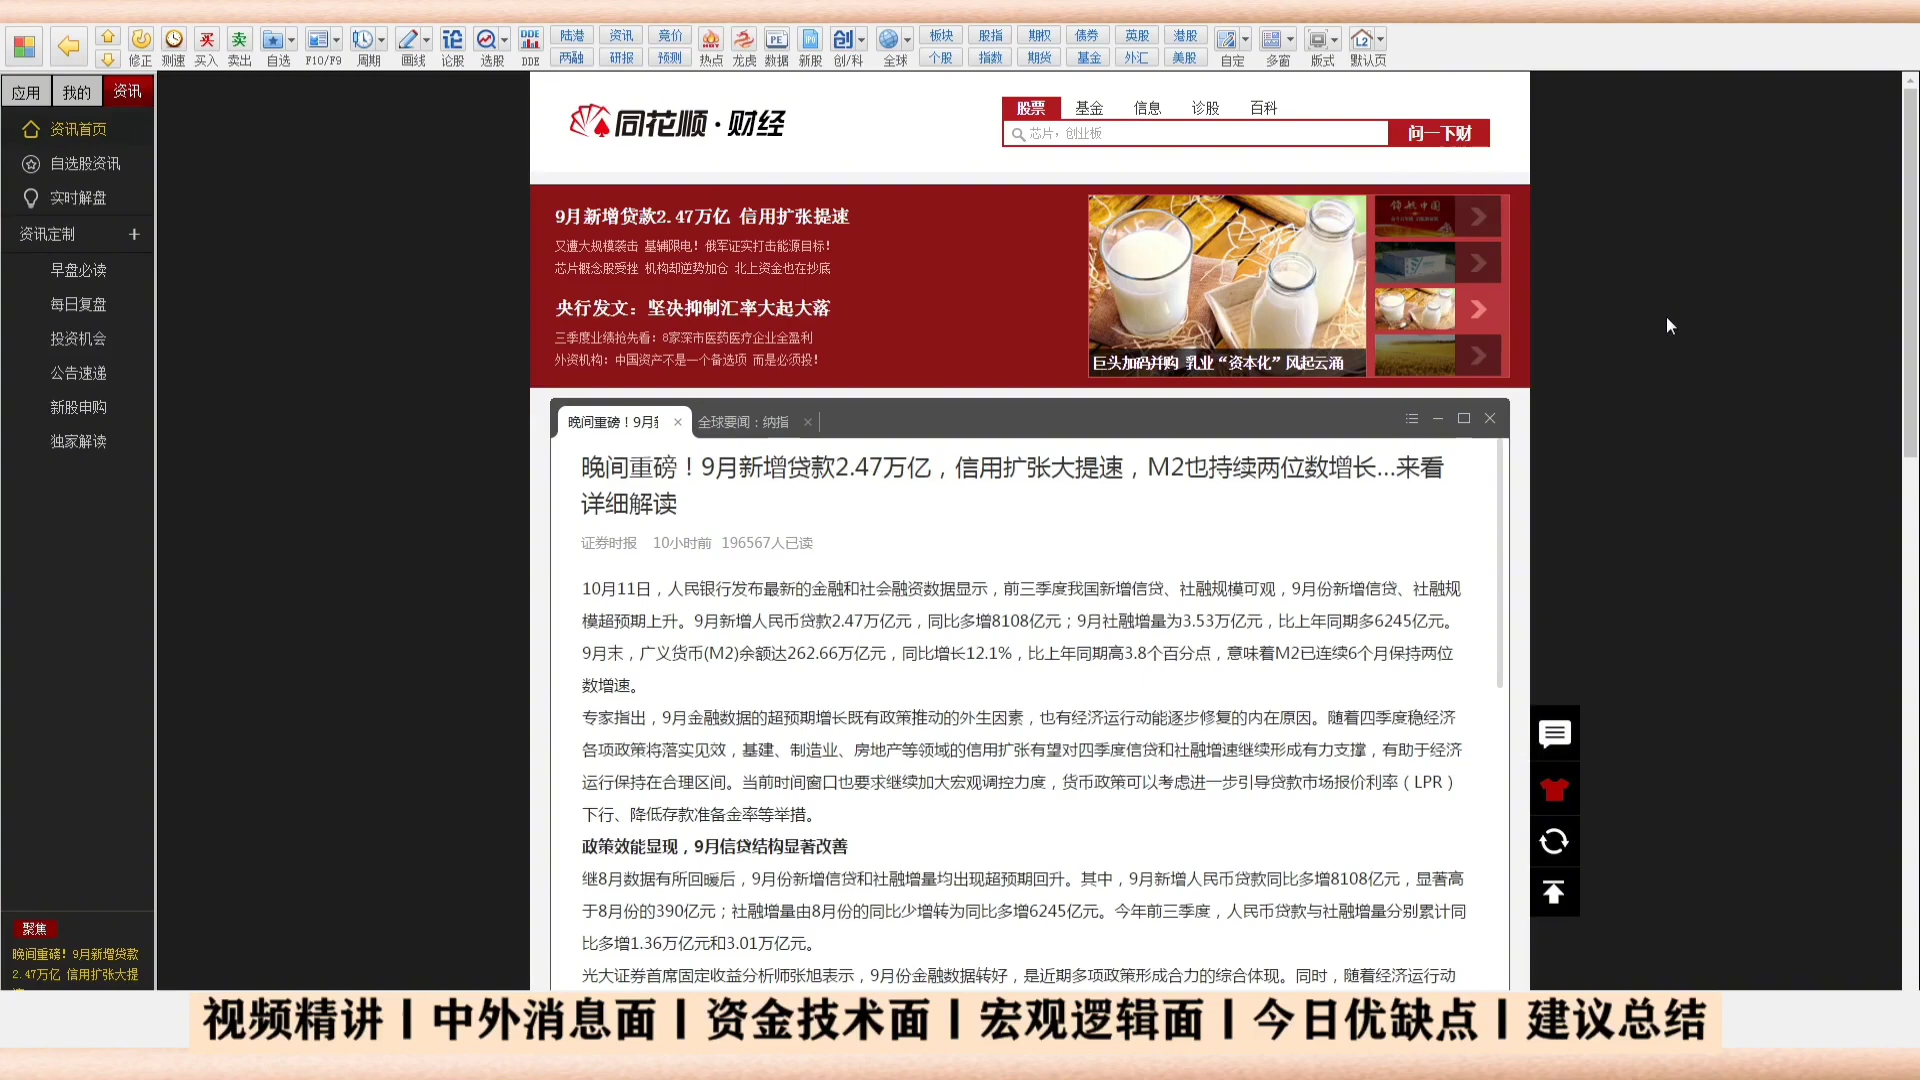 修正 测速 买入 卖出 自选 F10/F9 周期 画线 论股 选股 DDE 热点 龙虎 数据 新股 创/科 全球 自定 多窗 版式 默认页
陆港 资讯 竞价 板块 股指 期权 债券 英股 港股
两融 研报 预测 个股 指数 期货 基金 外汇 美股
应用 我的 资讯
资讯首页
自选股资讯
实时解盘
资讯定制 +
早盘必读
每日复盘
投资机会
公告速递
新股申购
独家解读
聚焦
晚间重磅！9月新增贷款
2.47万亿 信用扩张大提
同花顺·财经
股票 基金 信息 诊股 百科
芯片，创业板
问一下财
9月新增贷款2.47万亿 信用扩张提速
又遭大规模袭击 基辅限电！俄军证实打击能源目标！
芯片概念股受挫 机构却逆势加仓 北上资金也在抄底
央行发文：坚决抑制汇率大起大落
三季度业绩抢先看：8家深市医药医疗企业全盈利
外资机构：中国资产不是一个备选项 而是必须投！
巨头加码并购 乳业“资本化”风起云涌
晚间重磅！9月新 × 全球要闻：纳指 ×
晚间重磅！9月新增贷款2.47万亿，信用扩张大提速，M2也持续两位数增长...来看
详细解读
证券时报 10小时前 196567人已读
10月11日，人民银行发布最新的金融和社会融资数据显示，前三季度我国新增信贷、社融规模可观，9月份新增信贷、社融规
模超预期上升。9月新增人民币贷款2.47万亿元，同比多增8108亿元；9月社融增量为3.53万亿元，比上年同期多6245亿元。
9月末，广义货币(M2)余额达262.66万亿元，同比增长12.1%，比上年同期高3.8个百分点，意味着M2已连续6个月保持两位
数增速。
专家指出，9月金融数据的超预期增长既有政策推动的外生因素，也有经济运行动能逐步修复的内在原因。随着四季度稳经济
各项政策将落实见效，基建、制造业、房地产等领域的信用扩张有望对四季度信贷和社融增速继续形成有力支撑，有助于经济
运行保持在合理区间。当前时间窗口也要求继续加大宏观调控力度，货币政策可以考虑进一步引导贷款市场报价利率（LPR）
下行、降低存款准备金率等举措。
政策效能显现，9月信贷结构显著改善
继8月数据有所回暖后，9月份新增信贷和社融增量均出现超预期回升。其中，9月新增人民币贷款同比多增8108亿元，显著高
于8月份的390亿元；社融增量由8月份的同比少增转为同比多增6245亿元。今年前三季度，人民币贷款与社融增量分别累计同
比多增1.36万亿元和3.01万亿元。
光大证券首席固定收益分析师张旭表示，9月份金融数据转好，是近期多项政策形成合力的综合体现。同时，随着经济运行动
视频精讲丨中外消息面丨资金技术面丨宏观逻辑面丨今日优缺点丨建议总结